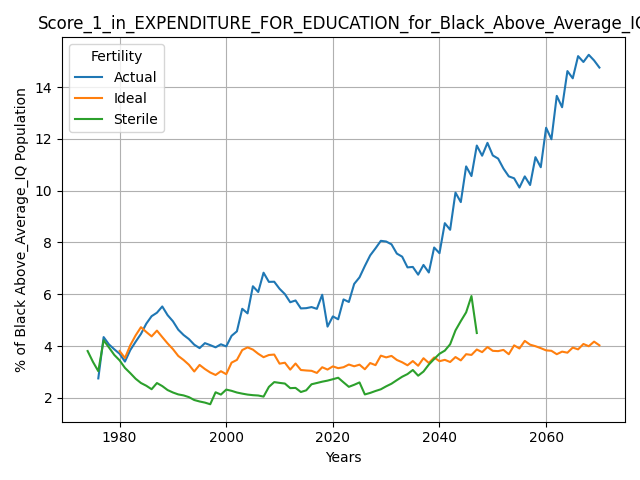 Score_1_in_EXPENDITURE_FOR_EDUCATION_for_Black_Above_Average_IQ
Fertility
Actual
Ideal
Sterile
% of Black Above_Average_IQ Population
14
12
10
8
6
4
2
1980 2000 2020 2040 2060
Years